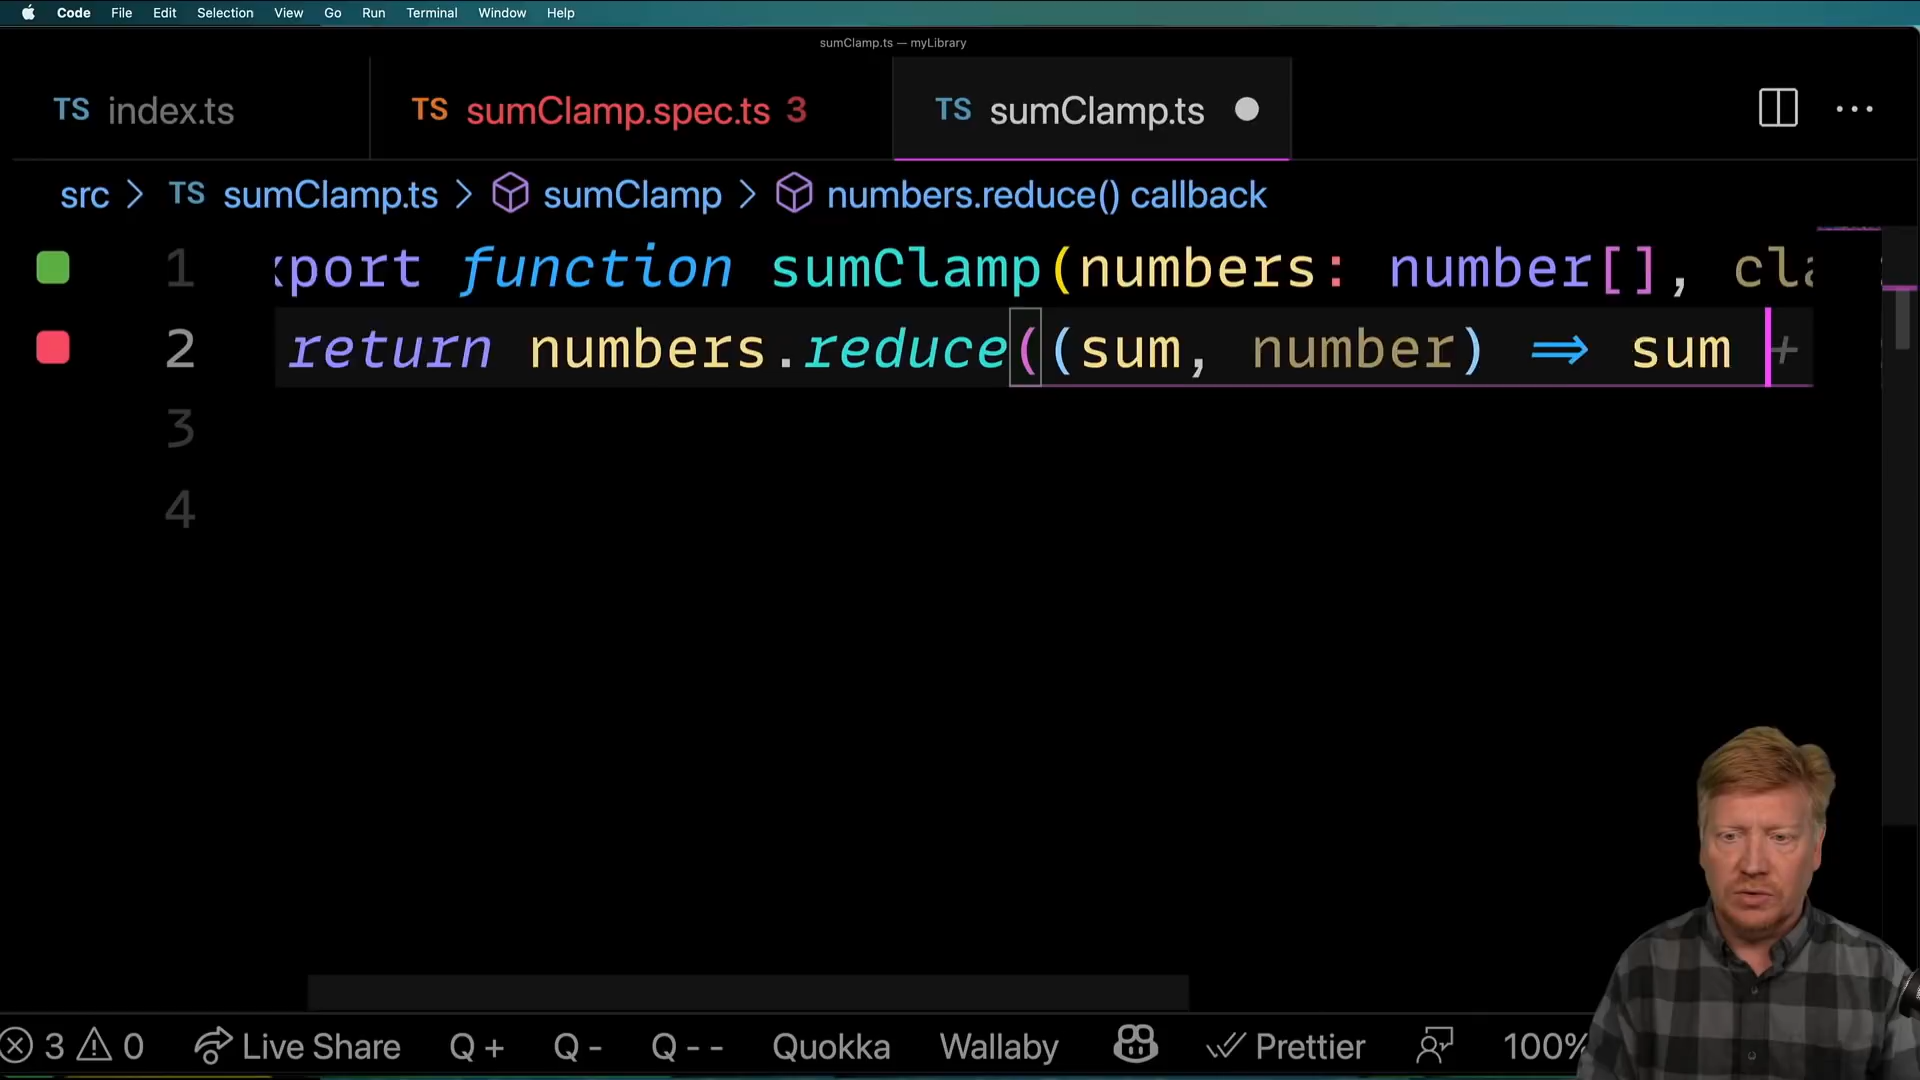 Code File Edit Selection View Go Run Terminal Window Help
sumClamp.ts — myLibrary
TS index.ts TS sumClamp.spec.ts 3 TS sumClamp.ts
src > TS sumClamp.ts > sumClamp > numbers.reduce() callback
1 xport function sumClamp(numbers: number[], cla
2 return numbers.reduce((sum, number) => sum +
3
4
3 0 Live Share Q + Q - Q - - Quokka Wallaby Prettier 100%